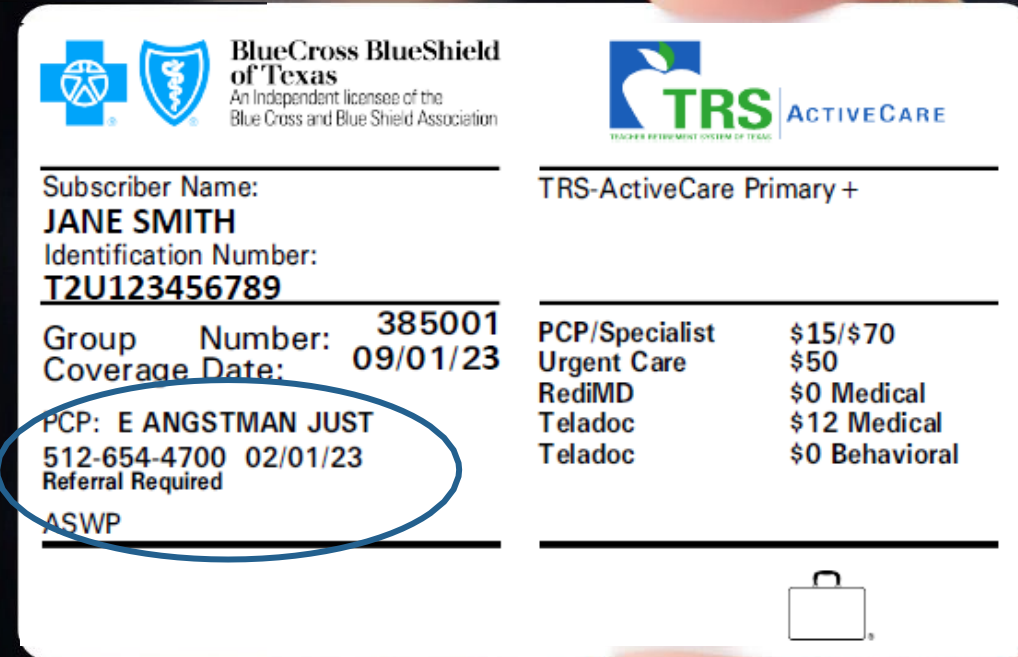 BlueCross BlueShield
of Texas
An Independent licensee of the
Blue Cross and Blue Shield Association
TRS ACTIVECARE
TEACHER RETIREMENT SYSTEM OF TEXAS
Subscriber Name:
JANE SMITH
Identification Number:
T2U123456789
Group Number: 385001
Coverage Date: 09/01/23
PCP: E ANGSTMAN JUST
512-654-4700 02/01/23
Referral Required
ASWP
TRS-ActiveCare Primary+
PCP/Specialist $15/$70
Urgent Care $50
RediMD $0 Medical
Teladoc $12 Medical
Teladoc $0 Behavioral